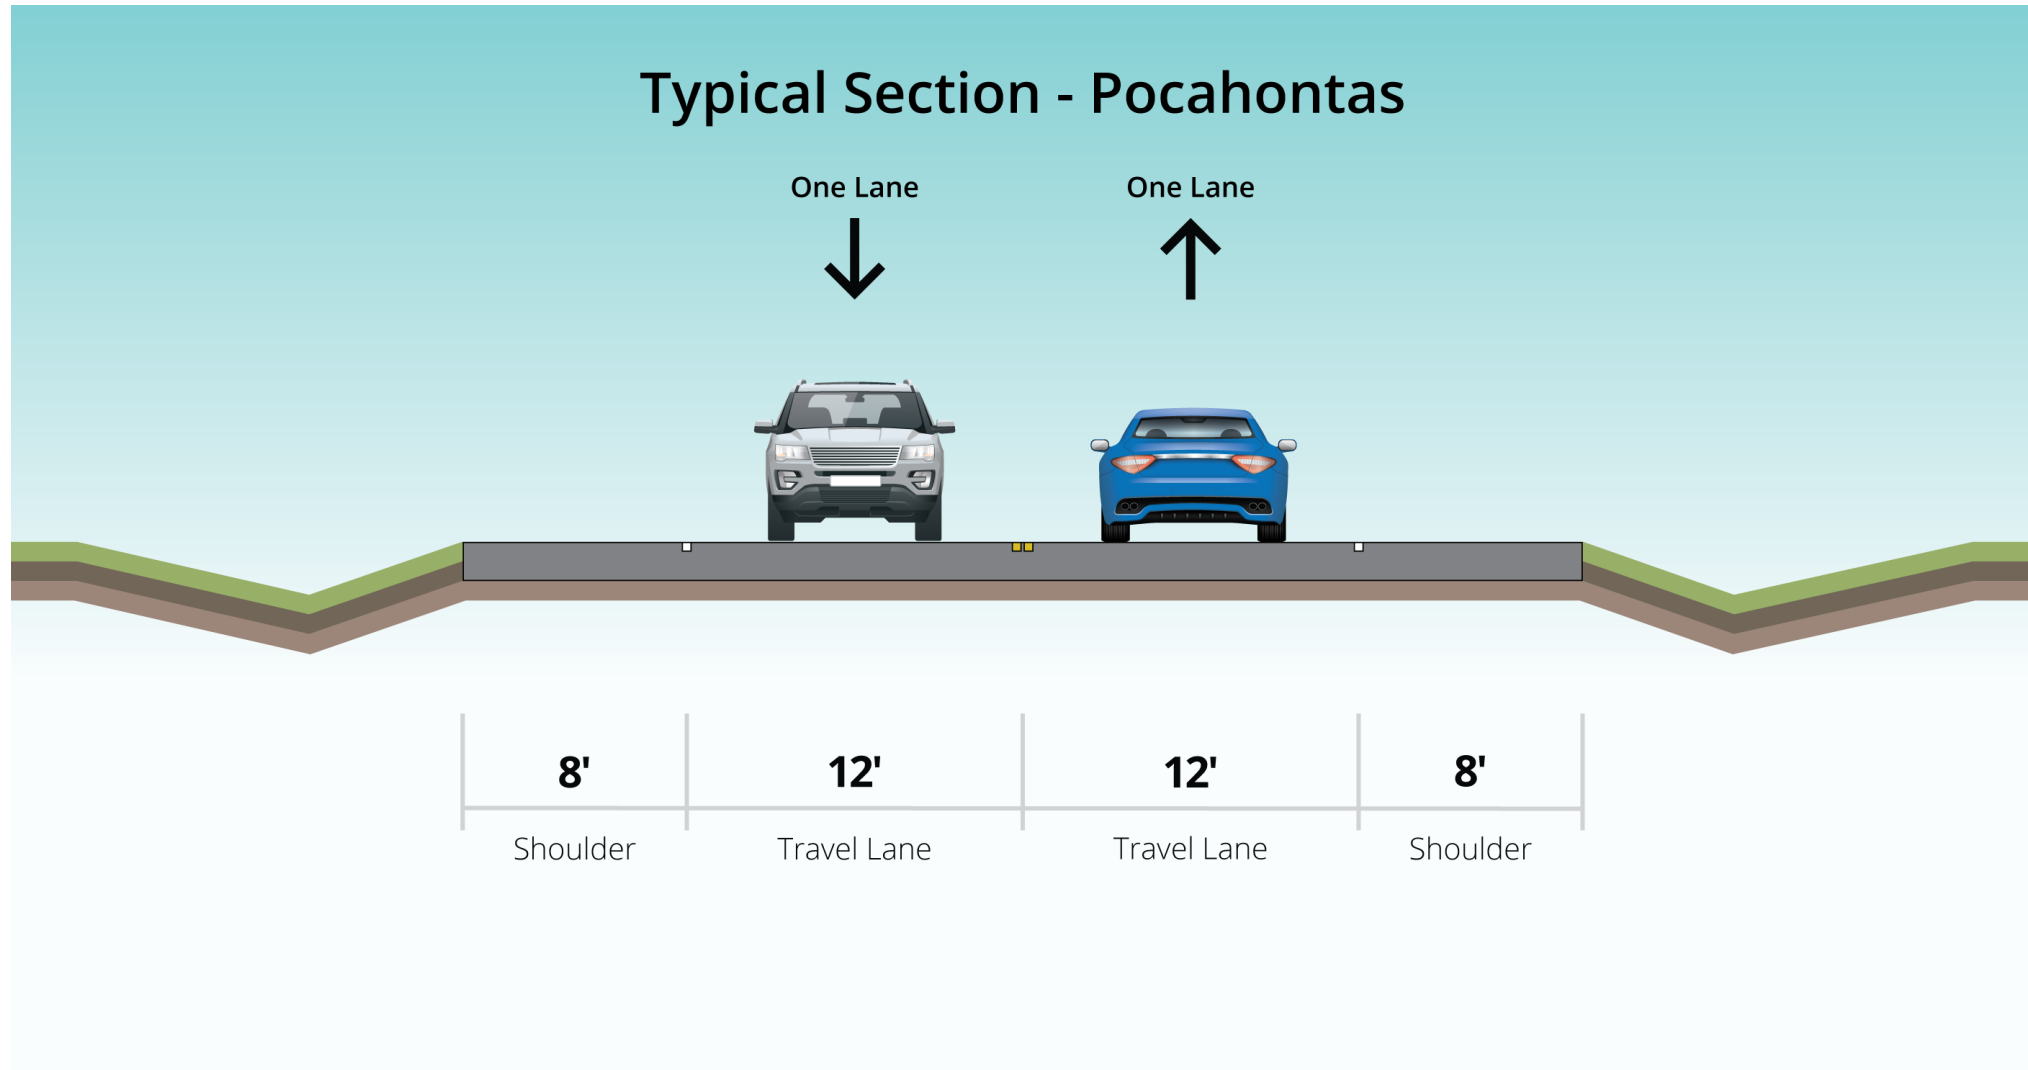 Typical Section - Pocahontas
One Lane
One Lane
8'
12'
12'
8'
Shoulder
Travel Lane
Travel Lane
Shoulder